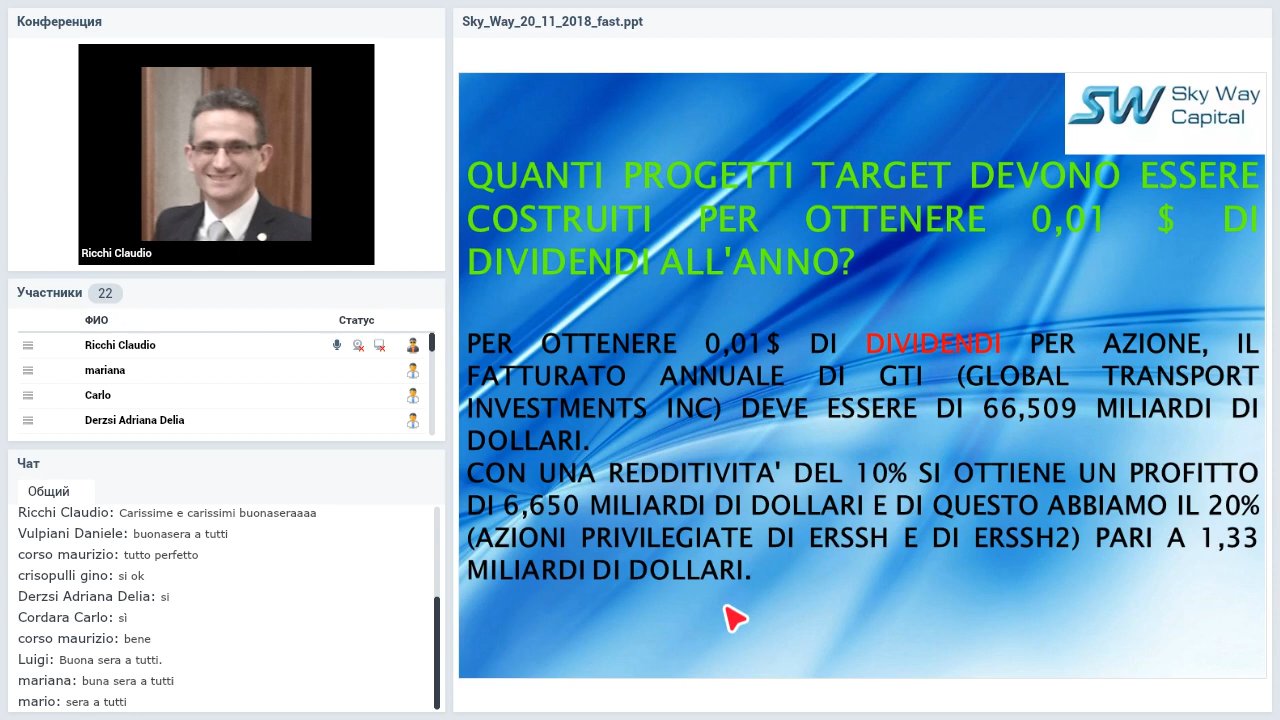 Конференция
Ricchi Claudio
Участники 22
ФИО Статус
Ricchi Claudio
mariana
Carlo
Derzsi Adriana Delia
Чат
Общий
Ricchi Claudio: Carissime e carissimi buonaseraaaa
Vulpiani Daniele: buonasera a tutti
corso maurizio: tutto perfetto
crisopulli gino: si ok
Derzsi Adriana Delia: si
Cordara Carlo: sì
corso maurizio: bene
Luigi: Buona sera a tutti.
mariana: buna sera a tutti
mario: sera a tutti
Sky_Way_20_11_2018_fast.ppt
SW Sky Way
Capital
QUANTI PROGETTI TARGET DEVONO ESSERE
COSTRUITI PER OTTENERE 0,01 $ DI
DIVIDENDI ALL'ANNO?
PER OTTENERE 0,01$ DI DIVIDENDI PER AZIONE, IL
FATTURATO ANNUALE DI GTI (GLOBAL TRANSPORT
INVESTMENTS INC) DEVE ESSERE DI 66,509 MILIARDI DI
DOLLARI.
CON UNA REDDITIVITA' DEL 10% SI OTTIENE UN PROFITTO
DI 6,650 MILIARDI DI DOLLARI E DI QUESTO ABBIAMO IL 20%
(AZIONI PRIVILEGIATE DI ERSSH E DI ERSSH2) PARI A 1,33
MILIARDI DI DOLLARI.